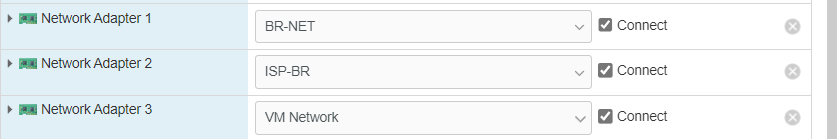 Network Adapter 1 BR-NET Connect
Network Adapter 2 ISP-BR Connect
Network Adapter 3 VM Network Connect